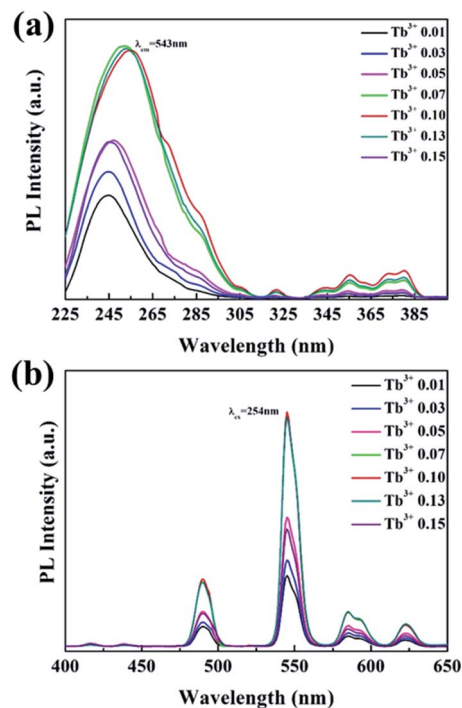 (a)
λem=543nm
Tb³⁺ 0.01
Tb³⁺ 0.03
Tb³⁺ 0.05
Tb³⁺ 0.07
Tb³⁺ 0.10
Tb³⁺ 0.13
Tb³⁺ 0.15
PL Intensity (a.u.)
225 245 265 285 305 325 345 365 385
Wavelength (nm)
(b)
λex=254nm
Tb³⁺ 0.01
Tb³⁺ 0.03
Tb³⁺ 0.05
Tb³⁺ 0.07
Tb³⁺ 0.10
Tb³⁺ 0.13
Tb³⁺ 0.15
PL Intensity (a.u.)
400 450 500 550 600 650
Wavelength (nm)